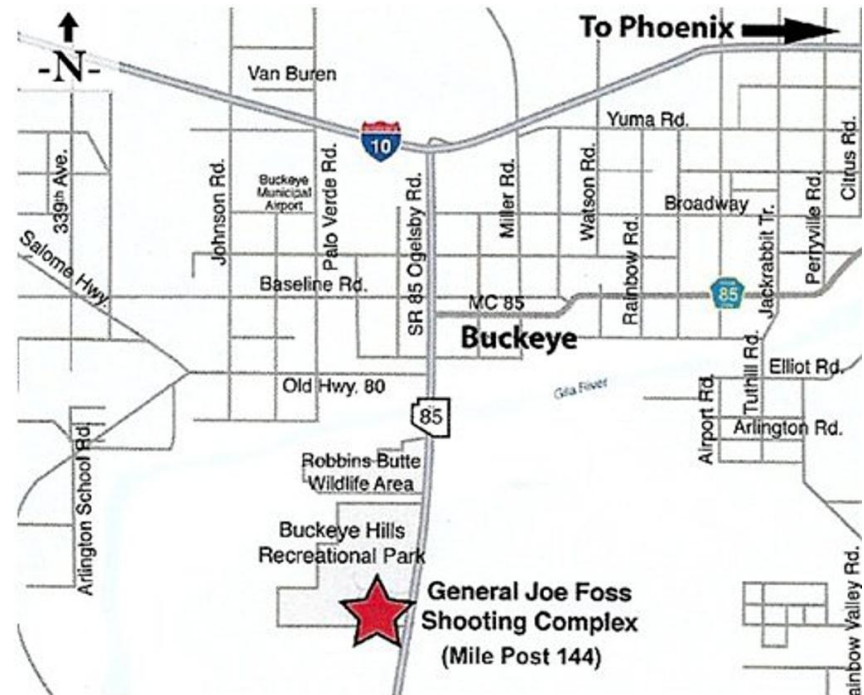 To Phoenix
-N-
Van Buren
10
Yuma Rd.
339th Ave.
Johnson Rd.
Buckeye
Municipal
Airport
Palo Verde Rd.
SR 85 Ogelsby Rd.
Miller Rd.
Watson Rd.
Rainbow Rd.
Broadway
Jackrabbit Tr.
Perryville Rd.
Citrus Rd.
Salome Hwy.
Baseline Rd.
MC 85
85
Buckeye
Old Hwy. 80
Gila River
Elliot Rd.
Tuthill Rd.
Airport Rd.
Arlington Rd.
85
Arlington School Rd.
Robbins Butte
Wildlife Area
Buckeye Hills
Recreational Park
General Joe Foss
Shooting Complex
(Mile Post 144)
ainbow Valley Rd.